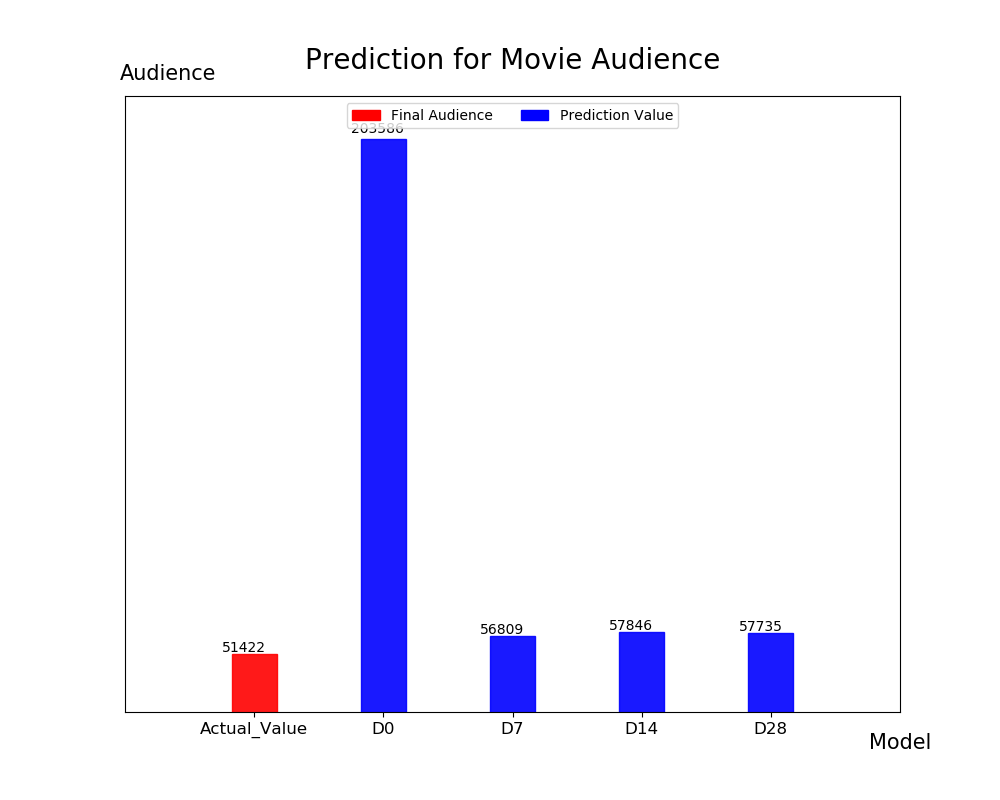 Prediction for Movie Audience
Audience
Final Audience
Prediction Value
203586
51422
56809
57846
57735
Actual_Value
D0
D7
D14
D28
Model